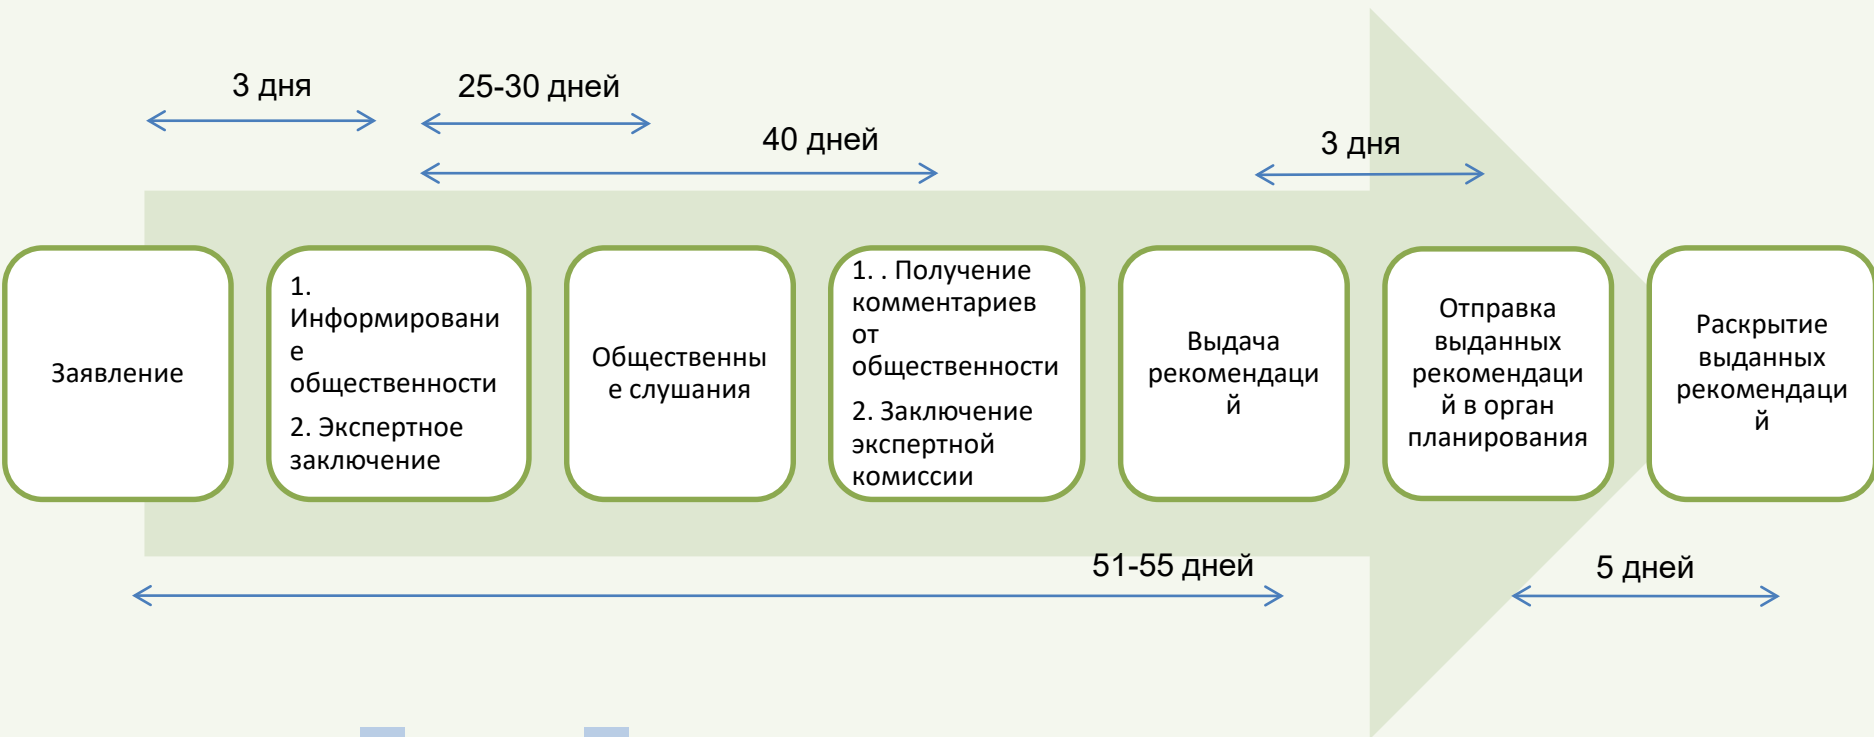 3 дня
25-30 дней
40 дней
3 дня
Заявление
1.
Информировани
е
общественности
2. Экспертное
заключение
Общественны
е слушания
1. . Получение
комментариев
от
общественности
2. Заключение
экспертной
комиссии
Выдача
рекомендаци
й
Отправка
выданных
рекомендаци
й в орган
планирования
Раскрытие
выданных
рекомендаци
й
51-55 дней
5 дней